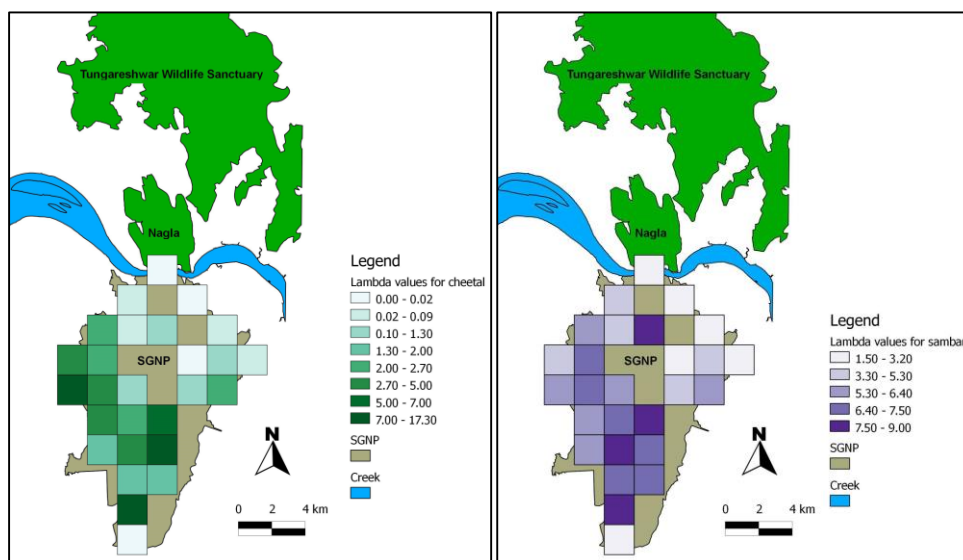 Tungareshwar Wildlife Sanctuary
Nagla
SGNP
Legend
Lambda values for cheetal
0.00 - 0.02
0.02 - 0.09
0.10 - 1.30
1.30 - 2.00
2.00 - 2.70
2.70 - 5.00
5.00 - 7.00
7.00 - 17.30
SGNP
Creek
N
0 2 4 km
Tungareshwar Wildlife Sanctuary
Nagla
SGNP
Legend
Lambda values for sambar
1.50 - 3.20
3.30 - 5.30
5.30 - 6.40
6.40 - 7.50
7.50 - 9.00
SGNP
Creek
N
0 2 4 km